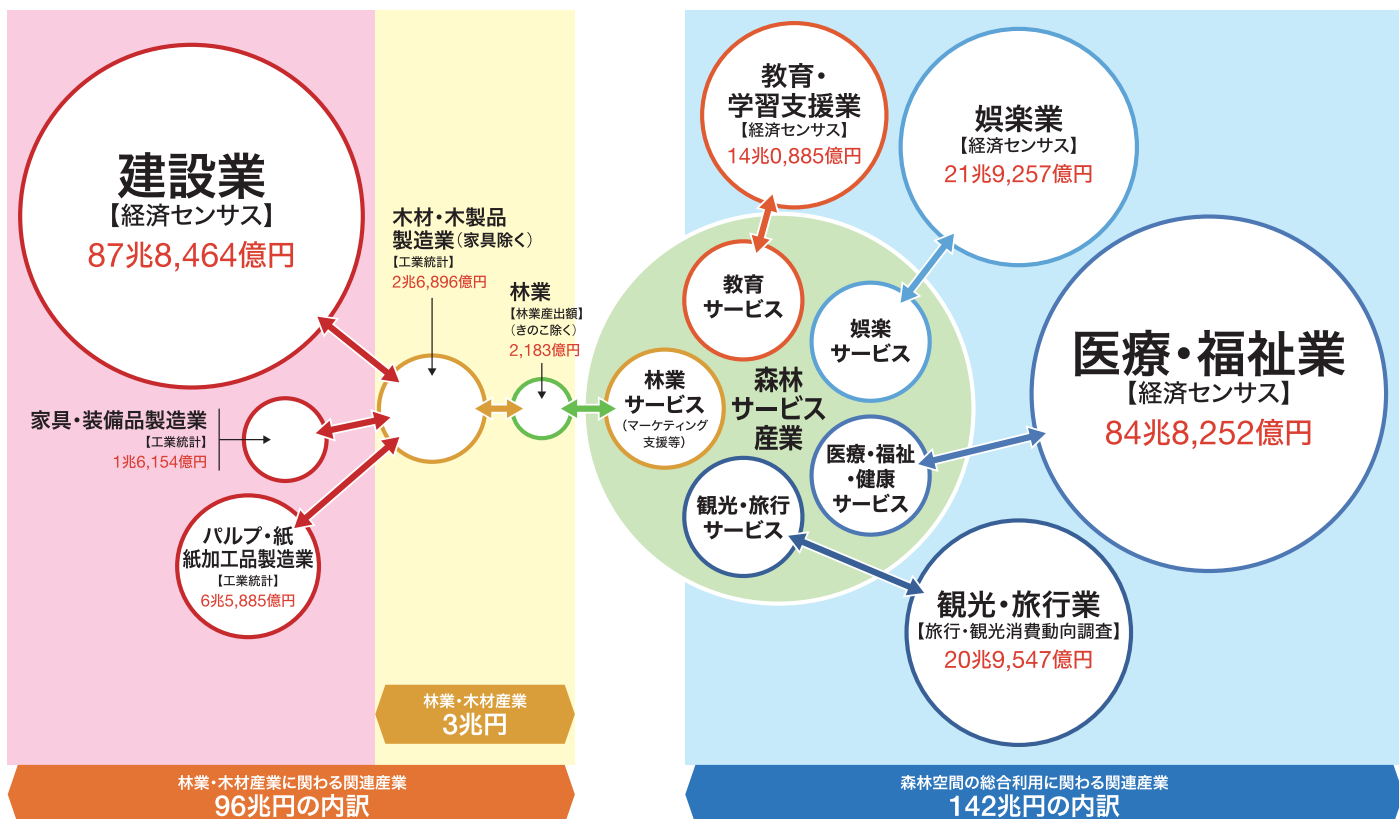 建設業
【経済センサス】
87兆8,464億円
家具・装備品製造業
【工業統計】
1兆6,154億円
パルプ・紙
紙加工品製造業
【工業統計】
6兆5,885億円
木材・木製品
製造業（家具除く）
【工業統計】
2兆6,896億円
林業
【林業産出額】
（きのこ除く）
2,183億円
林業・木材産業
3兆円
林業・木材産業に関わる関連産業
96兆円の内訳
教育・
学習支援業
【経済センサス】
14兆0,885億円
娯楽業
【経済センサス】
21兆9,257億円
教育
サービス
娯楽
サービス
林業
サービス
（マーケティング
支援等）
森林
サービス
産業
医療・福祉
・健康
サービス
観光・旅行
サービス
医療・福祉業
【経済センサス】
84兆8,252億円
観光・旅行業
【旅行・観光消費動向調査】
20兆9,547億円
森林空間の総合利用に関わる関連産業
142兆円の内訳